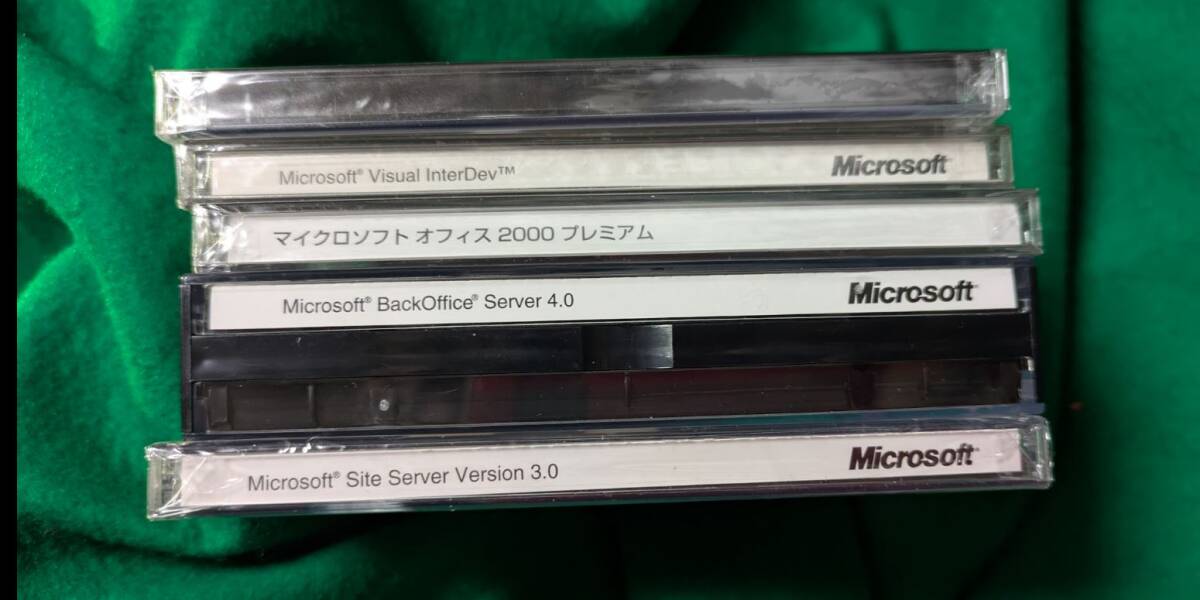 Microsoft® Visual InterDev™ Microsoft
マイクロソフト オフィス 2000 プレミアム
Microsoft® BackOffice® Server 4.0 Microsoft
Microsoft® Site Server Version 3.0 Microsoft